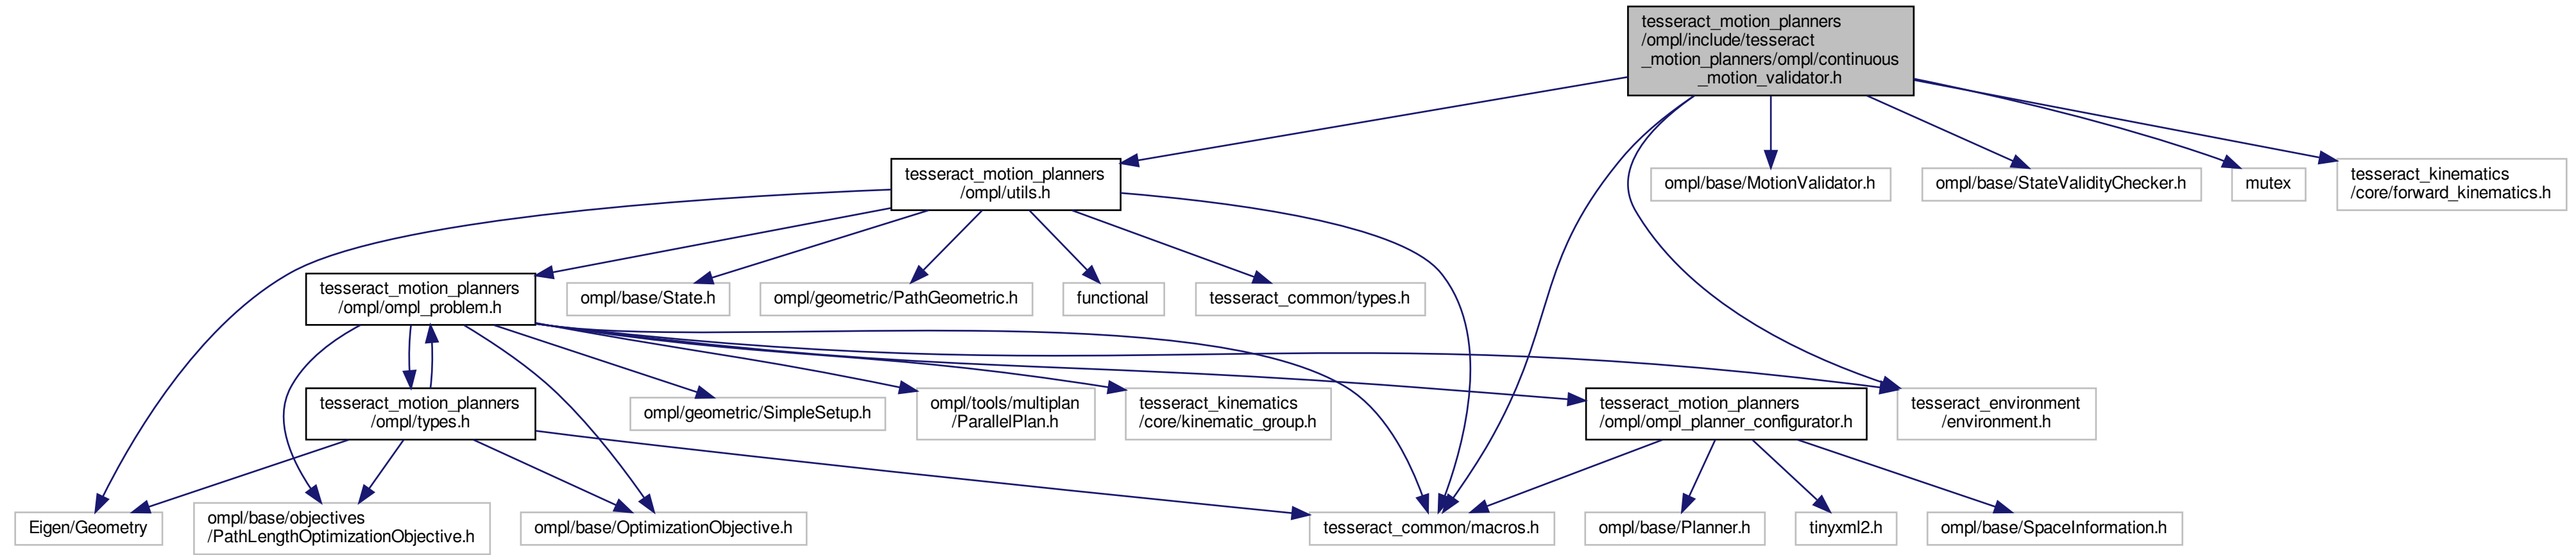 tesseract_motion_planners
/ompl/include/tesseract
_motion_planners/ompl/continuous
_motion_validator.h
tesseract_motion_planners
/ompl/utils.h
ompl/base/MotionValidator.h
ompl/base/StateValidityChecker.h
mutex
tesseract_kinematics
/core/forward_kinematics.h
tesseract_motion_planners
/ompl/ompl_problem.h
ompl/base/State.h
ompl/geometric/PathGeometric.h
functional
tesseract_common/types.h
tesseract_motion_planners
/ompl/types.h
ompl/geometric/SimpleSetup.h
ompl/tools/multiplan
/ParallelPlan.h
tesseract_kinematics
/core/kinematic_group.h
tesseract_motion_planners
/ompl/ompl_planner_configurator.h
tesseract_environment
/environment.h
Eigen/Geometry
ompl/base/objectives
/PathLengthOptimizationObjective.h
ompl/base/OptimizationObjective.h
tesseract_common/macros.h
ompl/base/Planner.h
tinyxml2.h
ompl/base/SpaceInformation.h